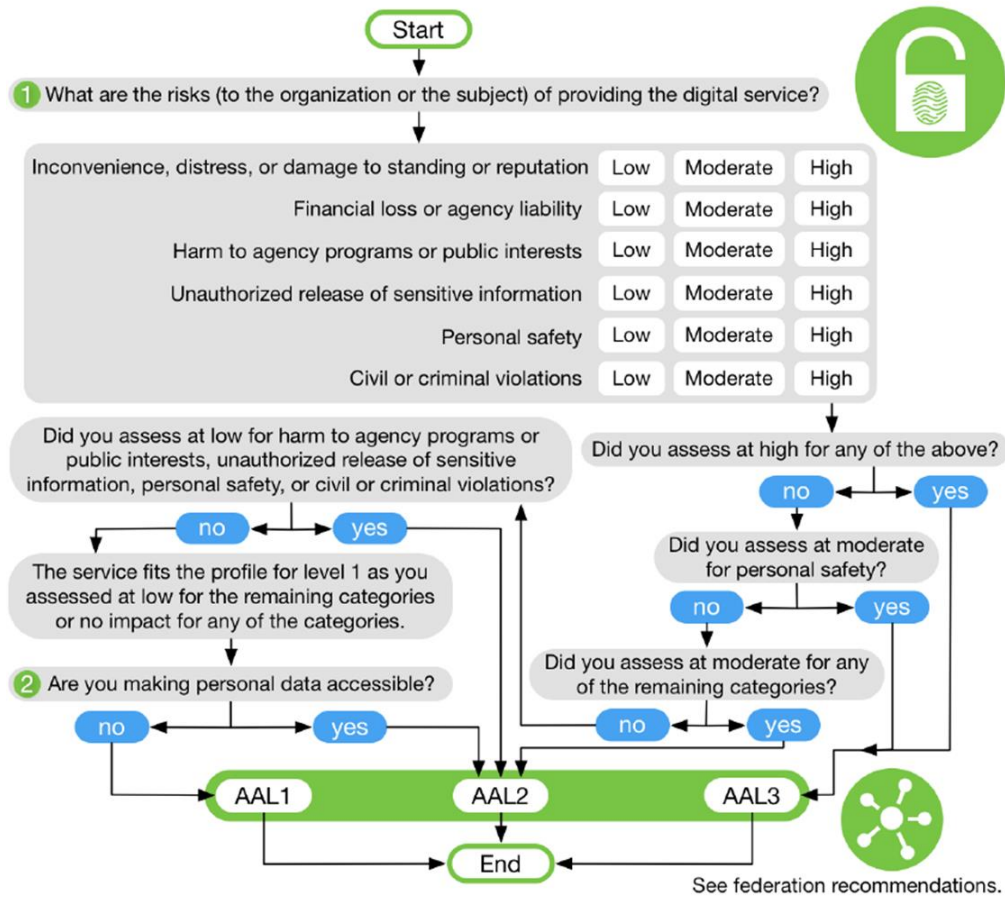 Start
1 What are the risks (to the organization or the subject) of providing the digital service?
Inconvenience, distress, or damage to standing or reputation Low Moderate High
Financial loss or agency liability Low Moderate High
Harm to agency programs or public interests Low Moderate High
Unauthorized release of sensitive information Low Moderate High
Personal safety Low Moderate High
Civil or criminal violations Low Moderate High
Did you assess at high for any of the above?
no yes
Did you assess at moderate
for personal safety?
no yes
Did you assess at moderate for any
of the remaining categories?
no yes
Did you assess at low for harm to agency programs or
public interests, unauthorized release of sensitive
information, personal safety, or civil or criminal violations?
no yes
The service fits the profile for level 1 as you
assessed at low for the remaining categories
or no impact for any of the categories.
2 Are you making personal data accessible?
no yes
AAL1 AAL2 AAL3
End
See federation recommendations.